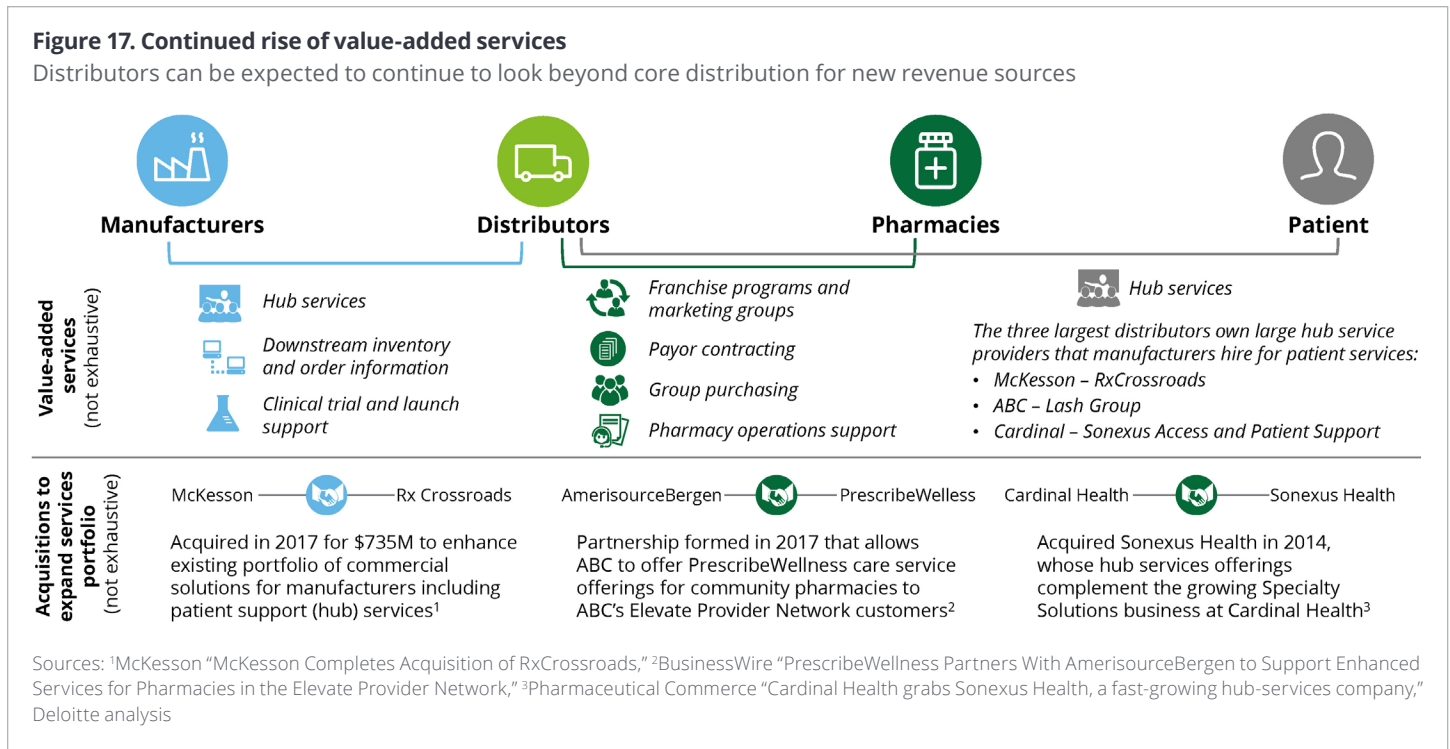 Figure 17. Continued rise of value-added services
Distributors can be expected to continue to look beyond core distribution for new revenue sources
Manufacturers
Distributors
Pharmacies
Patient
Value-added
services
(not exhaustive)
Hub services
Downstream inventory
and order information
Clinical trial and launch
support
Franchise programs and
marketing groups
Payor contracting
Group purchasing
Pharmacy operations support
Hub services
The three largest distributors own large hub service
providers that manufacturers hire for patient services:
• McKesson – RxCrossroads
• ABC – Lash Group
• Cardinal – Sonexus Access and Patient Support
Acquisitions to
expand services
portfolio
(not exhaustive)
McKesson
Rx Crossroads
Acquired in 2017 for $735M to enhance
existing portfolio of commercial
solutions for manufacturers including
patient support (hub) services¹
AmerisourceBergen
PrescribeWelless
Partnership formed in 2017 that allows
ABC to offer PrescribeWellness care service
offerings for community pharmacies to
ABC’s Elevate Provider Network customers²
Cardinal Health
Sonexus Health
Acquired Sonexus Health in 2014,
whose hub services offerings
complement the growing Specialty
Solutions business at Cardinal Health³
Sources: ¹McKesson “McKesson Completes Acquisition of RxCrossroads,” ²BusinessWire “PrescribeWellness Partners With AmerisourceBergen to Support Enhanced
Services for Pharmacies in the Elevate Provider Network,” ³Pharmaceutical Commerce “Cardinal Health grabs Sonexus Health, a fast-growing hub-services company,”
Deloitte analysis